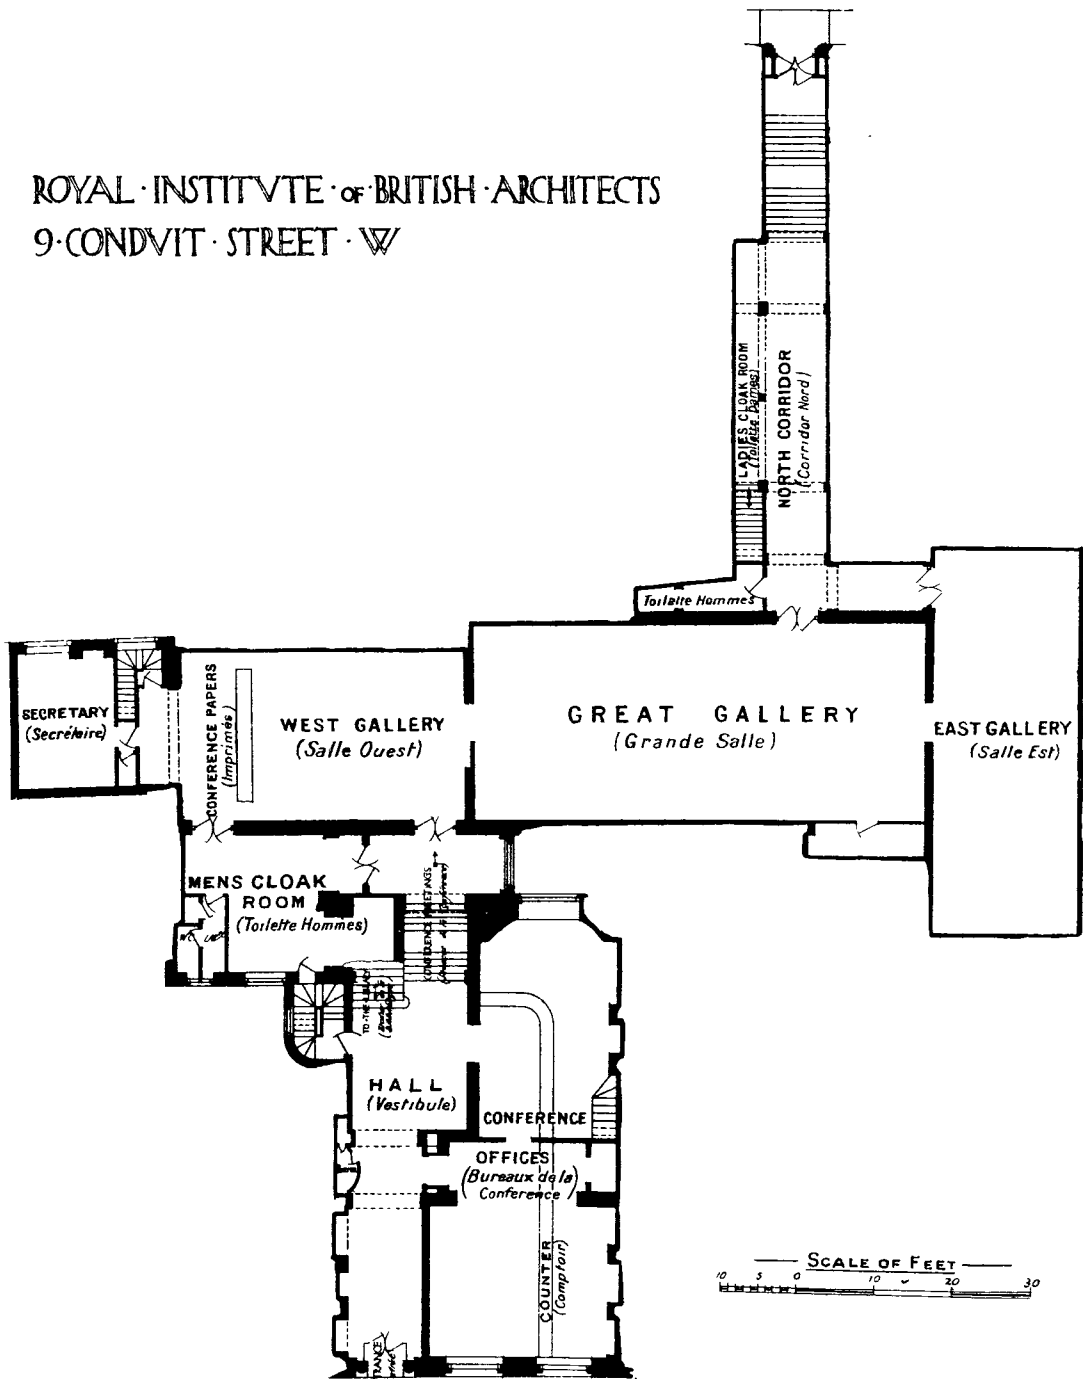 ROYAL · INSTITVTE · OF · BRITISH · ARCHITECTS
9 · CONDVIT · STREET · W
LADIES CLOAK ROOM
(Toilette Dames)
NORTH CORRIDOR
(Corridor Nord)
Toilette Hommes
SECRETARY
(Secrétaire)
CONFERENCE PAPERS
(Imprimés)
WEST GALLERY
(Salle Ouest)
GREAT GALLERY
(Grande Salle)
EAST GALLERY
(Salle Est)
MENS CLOAK
ROOM
(Toilette Hommes)
CONFERENCE MEETINGS
TO-THE-LIBRARY
HALL
(Vestibule)
CONFERENCE
OFFICES
(Bureaux de la
Conference)
COUNTER
(Comptoir)
SCALE OF FEET
10 5 0 10 20 30